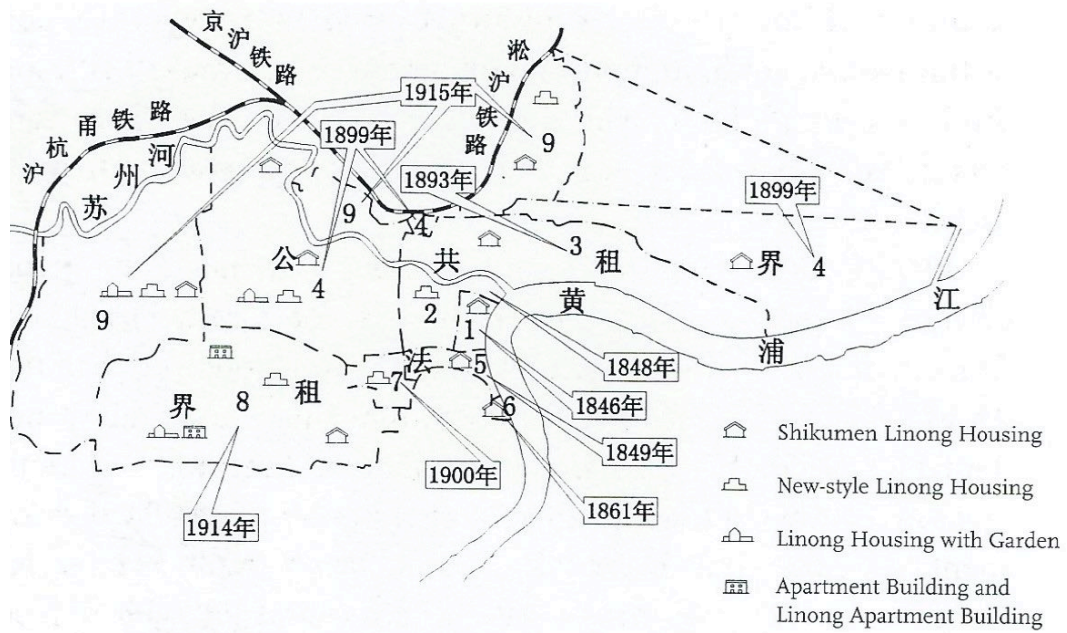 京沪铁路
淞沪铁路
沪杭甬铁路
苏州河
1915年
1899年
1893年
1899年
9
9
4
3
4
公共租界
4
9
2
1
黄浦江
法租界
5
7
8
6
1848年
1846年
1849年
1900年
1861年
1914年
Shikumen Linong Housing
New-style Linong Housing
Linong Housing with Garden
Apartment Building and
Linong Apartment Building